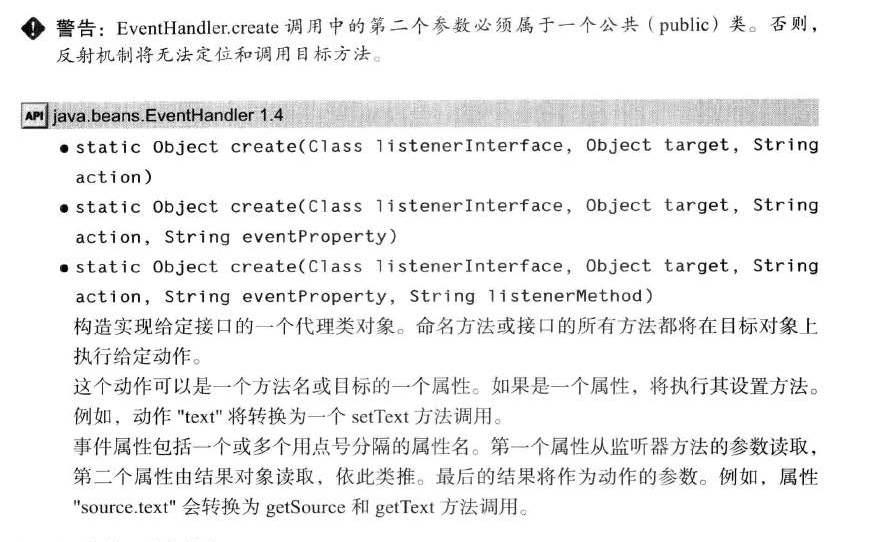 警告：EventHandler.create 调用中的第二个参数必须属于一个公共（public）类。否则，
反射机制将无法定位和调用目标方法。
API java.beans.EventHandler 1.4
● static Object create(Class listenerInterface, Object target, String
action)
● static Object create(Class listenerInterface, Object target, String
action, String eventProperty)
● static Object create(Class listenerInterface, Object target, String
action, String eventProperty, String listenerMethod)
构造实现给定接口的一个代理类对象。命名方法或接口的所有方法都将在目标对象上
执行给定动作。
这个动作可以是一个方法名或目标的一个属性。如果是一个属性，将执行其设置方法。
例如，动作 "text" 将转换为一个 setText 方法调用。
事件属性包括一个或多个用点号分隔的属性名。第一个属性从监听器方法的参数读取，
第二个属性由结果对象读取，依此类推。最后的结果将作为动作的参数。例如，属性
"source.text" 会转换为 getSource 和 getText 方法调用。